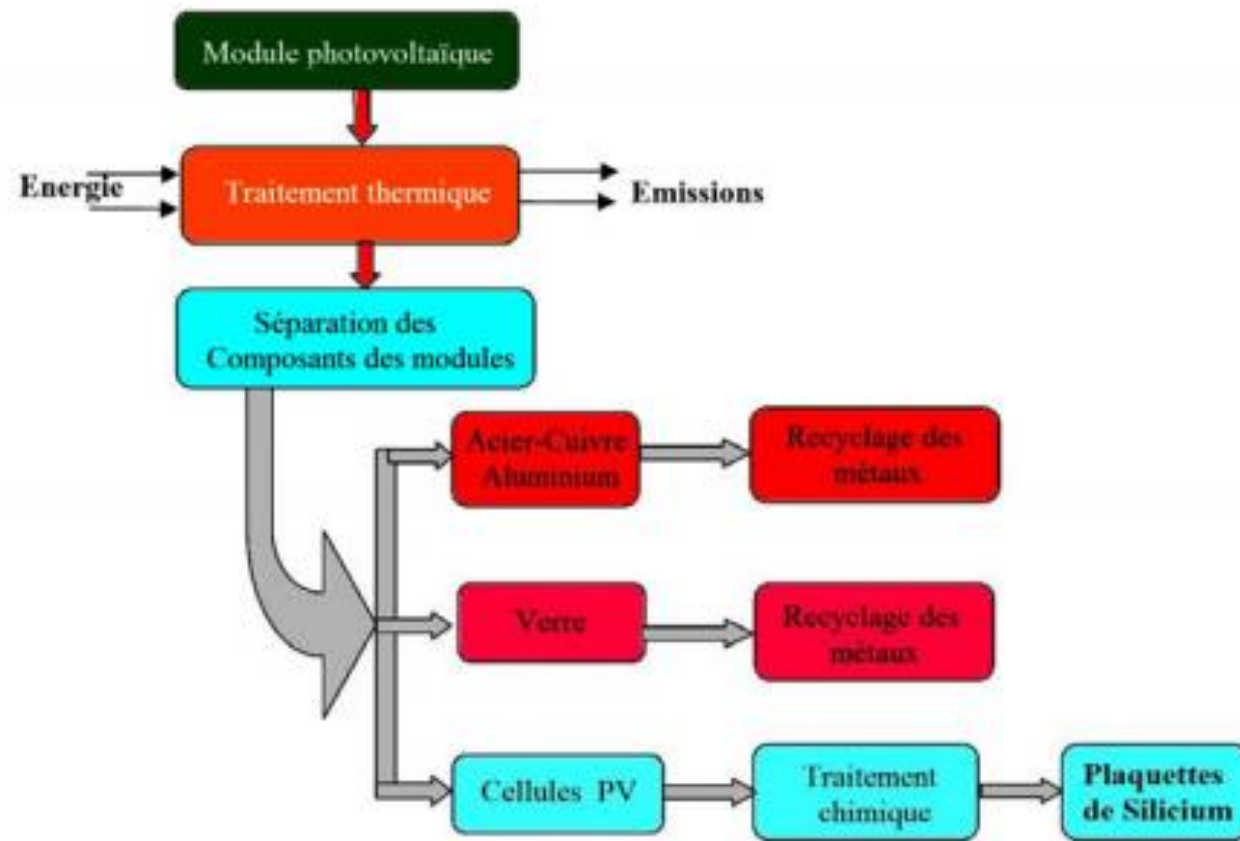 Module photovoltaïque
Energie
Traitement thermique
Emissions
Séparation des
Composants des modules
Acier-Cuivre
Aluminium
Recyclage des
métaux
Verre
Recyclage des
métaux
Cellules PV
Traitement
chimique
Plaquettes
de Silicium